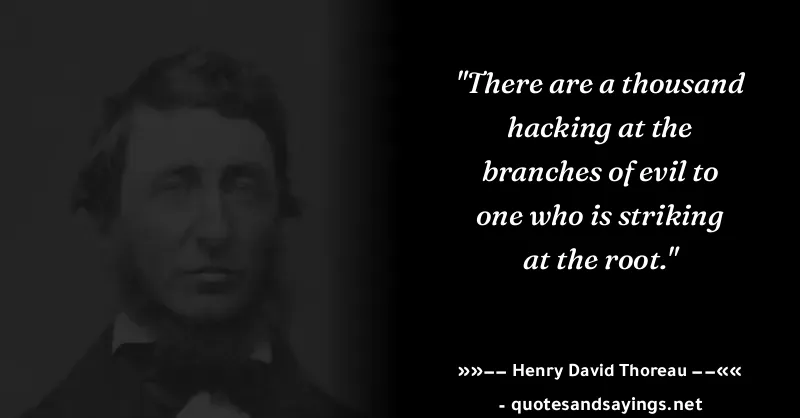 "There are a thousand
hacking at the
branches of evil to
one who is striking
at the root."
»»−− Henry David Thoreau −−««
- quotesandsayings.net